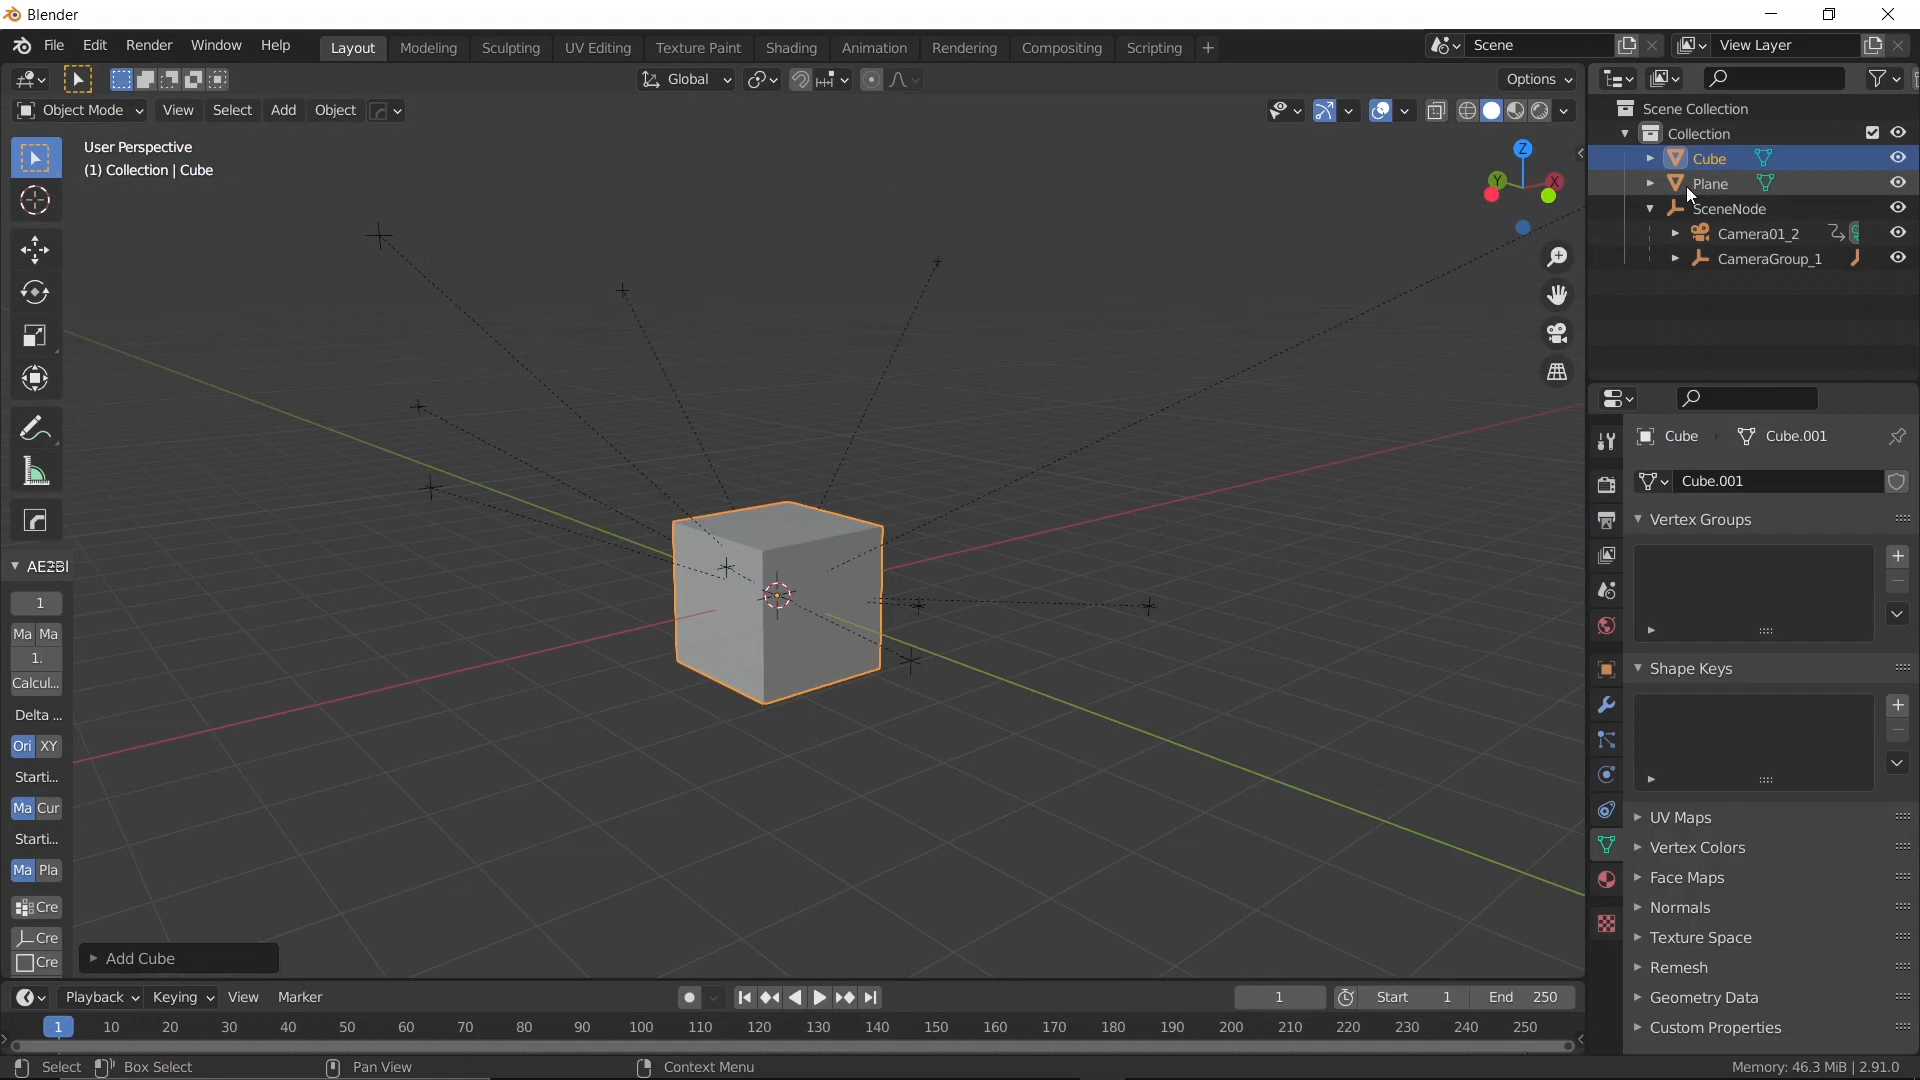 Blender
File Edit Render Window Help Layout Modeling Sculpting UV Editing Texture Paint Shading Animation Rendering Compositing Scripting + Scene View Layer
Global Options
Object Mode View Select Add Object
User Perspective
(1) Collection | Cube
Z
Y X
Scene Collection
Collection
Cube
Plane
SceneNode
Camera01_2
CameraGroup_1
Cube Cube.001
Cube.001
Vertex Groups
Shape Keys
UV Maps
Vertex Colors
Face Maps
Normals
Texture Space
Remesh
Geometry Data
Custom Properties
1
Ma Ma
1.
Calcul...
Delta ...
Ori XY
Starti...
Ma Cur
Starti...
Ma Pla
Cre
Cre
Cre
Add Cube
Playback Keying View Marker 1 Start 1 End 250
1 10 20 30 40 50 60 70 80 90 100 110 120 130 140 150 160 170 180 190 200 210 220 230 240 250
Select Box Select Pan View Context Menu Memory: 46.3 MiB | 2.91.0